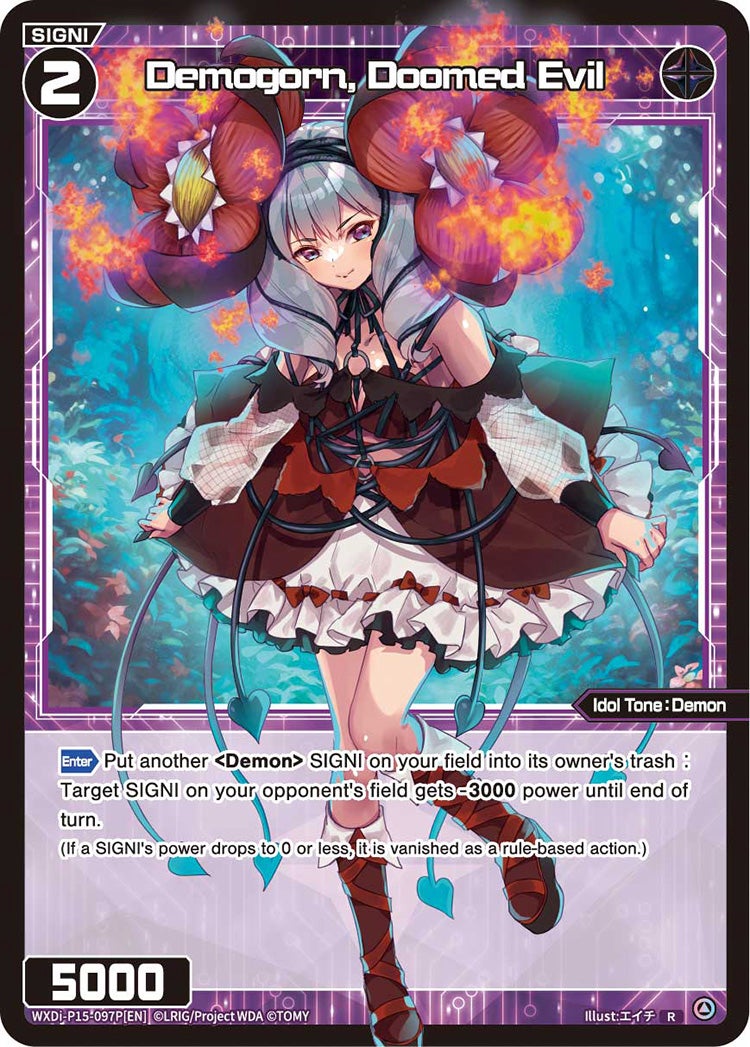 SIGNI
2
Demogorn, Doomed Evil
Idol Tone:Demon
Enter Put another <Demon> SIGNI on your field into its owner's trash :
Target SIGNI on your opponent's field gets -3000 power until end of
turn.
(If a SIGNI's power drops to 0 or less, it is vanished as a rule-based action.)
5000
WXDi-P15-097P[EN] ©LRIG/Project WDA ©TOMY
Illust:エイチ R